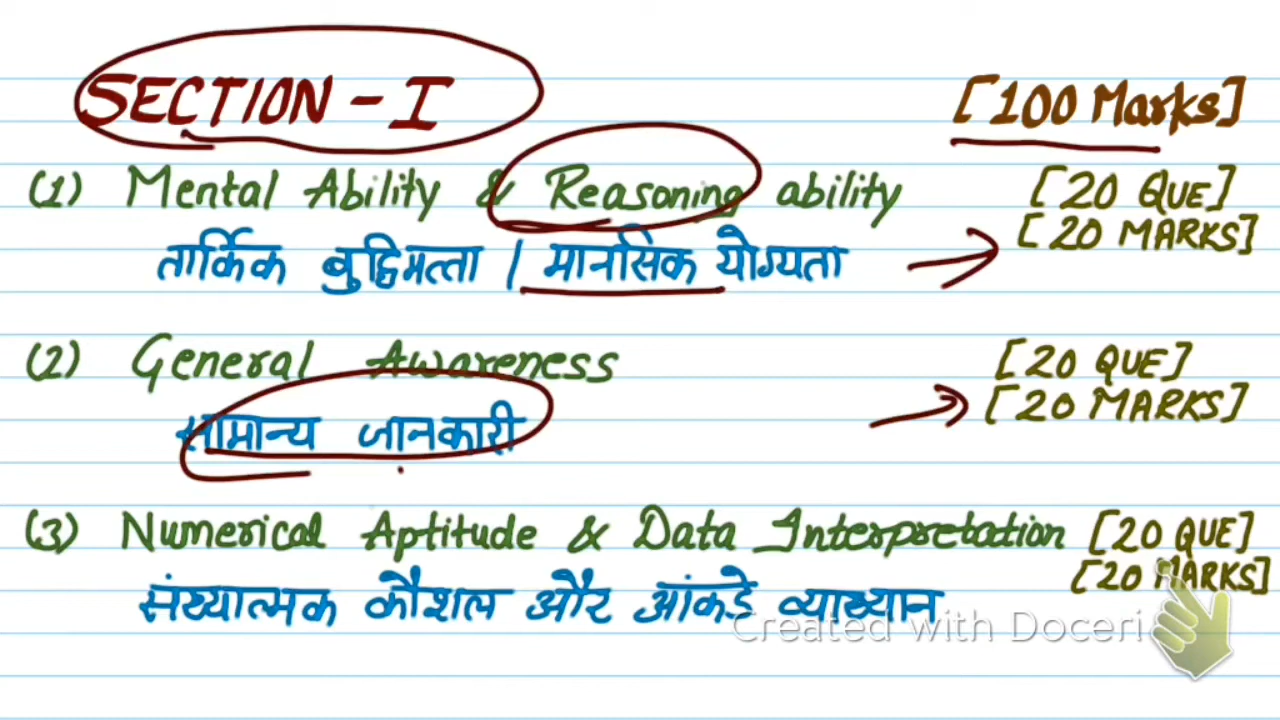 SECTION - I [100 Marks]
(1) Mental Ability & Reasoning ability [20 QUE]
[20 MARKS]
तार्किक बुद्धिमत्ता / मानसिक योग्यता
(2) General Awareness [20 QUE]
[20 MARKS]
सामान्य जानकारी
(3) Numerical Aptitude & Data Interpretation [20 QUE]
[20 MARKS]
संख्यात्मक कौशल और आंकडे व्याख्यान
Created with Doceri